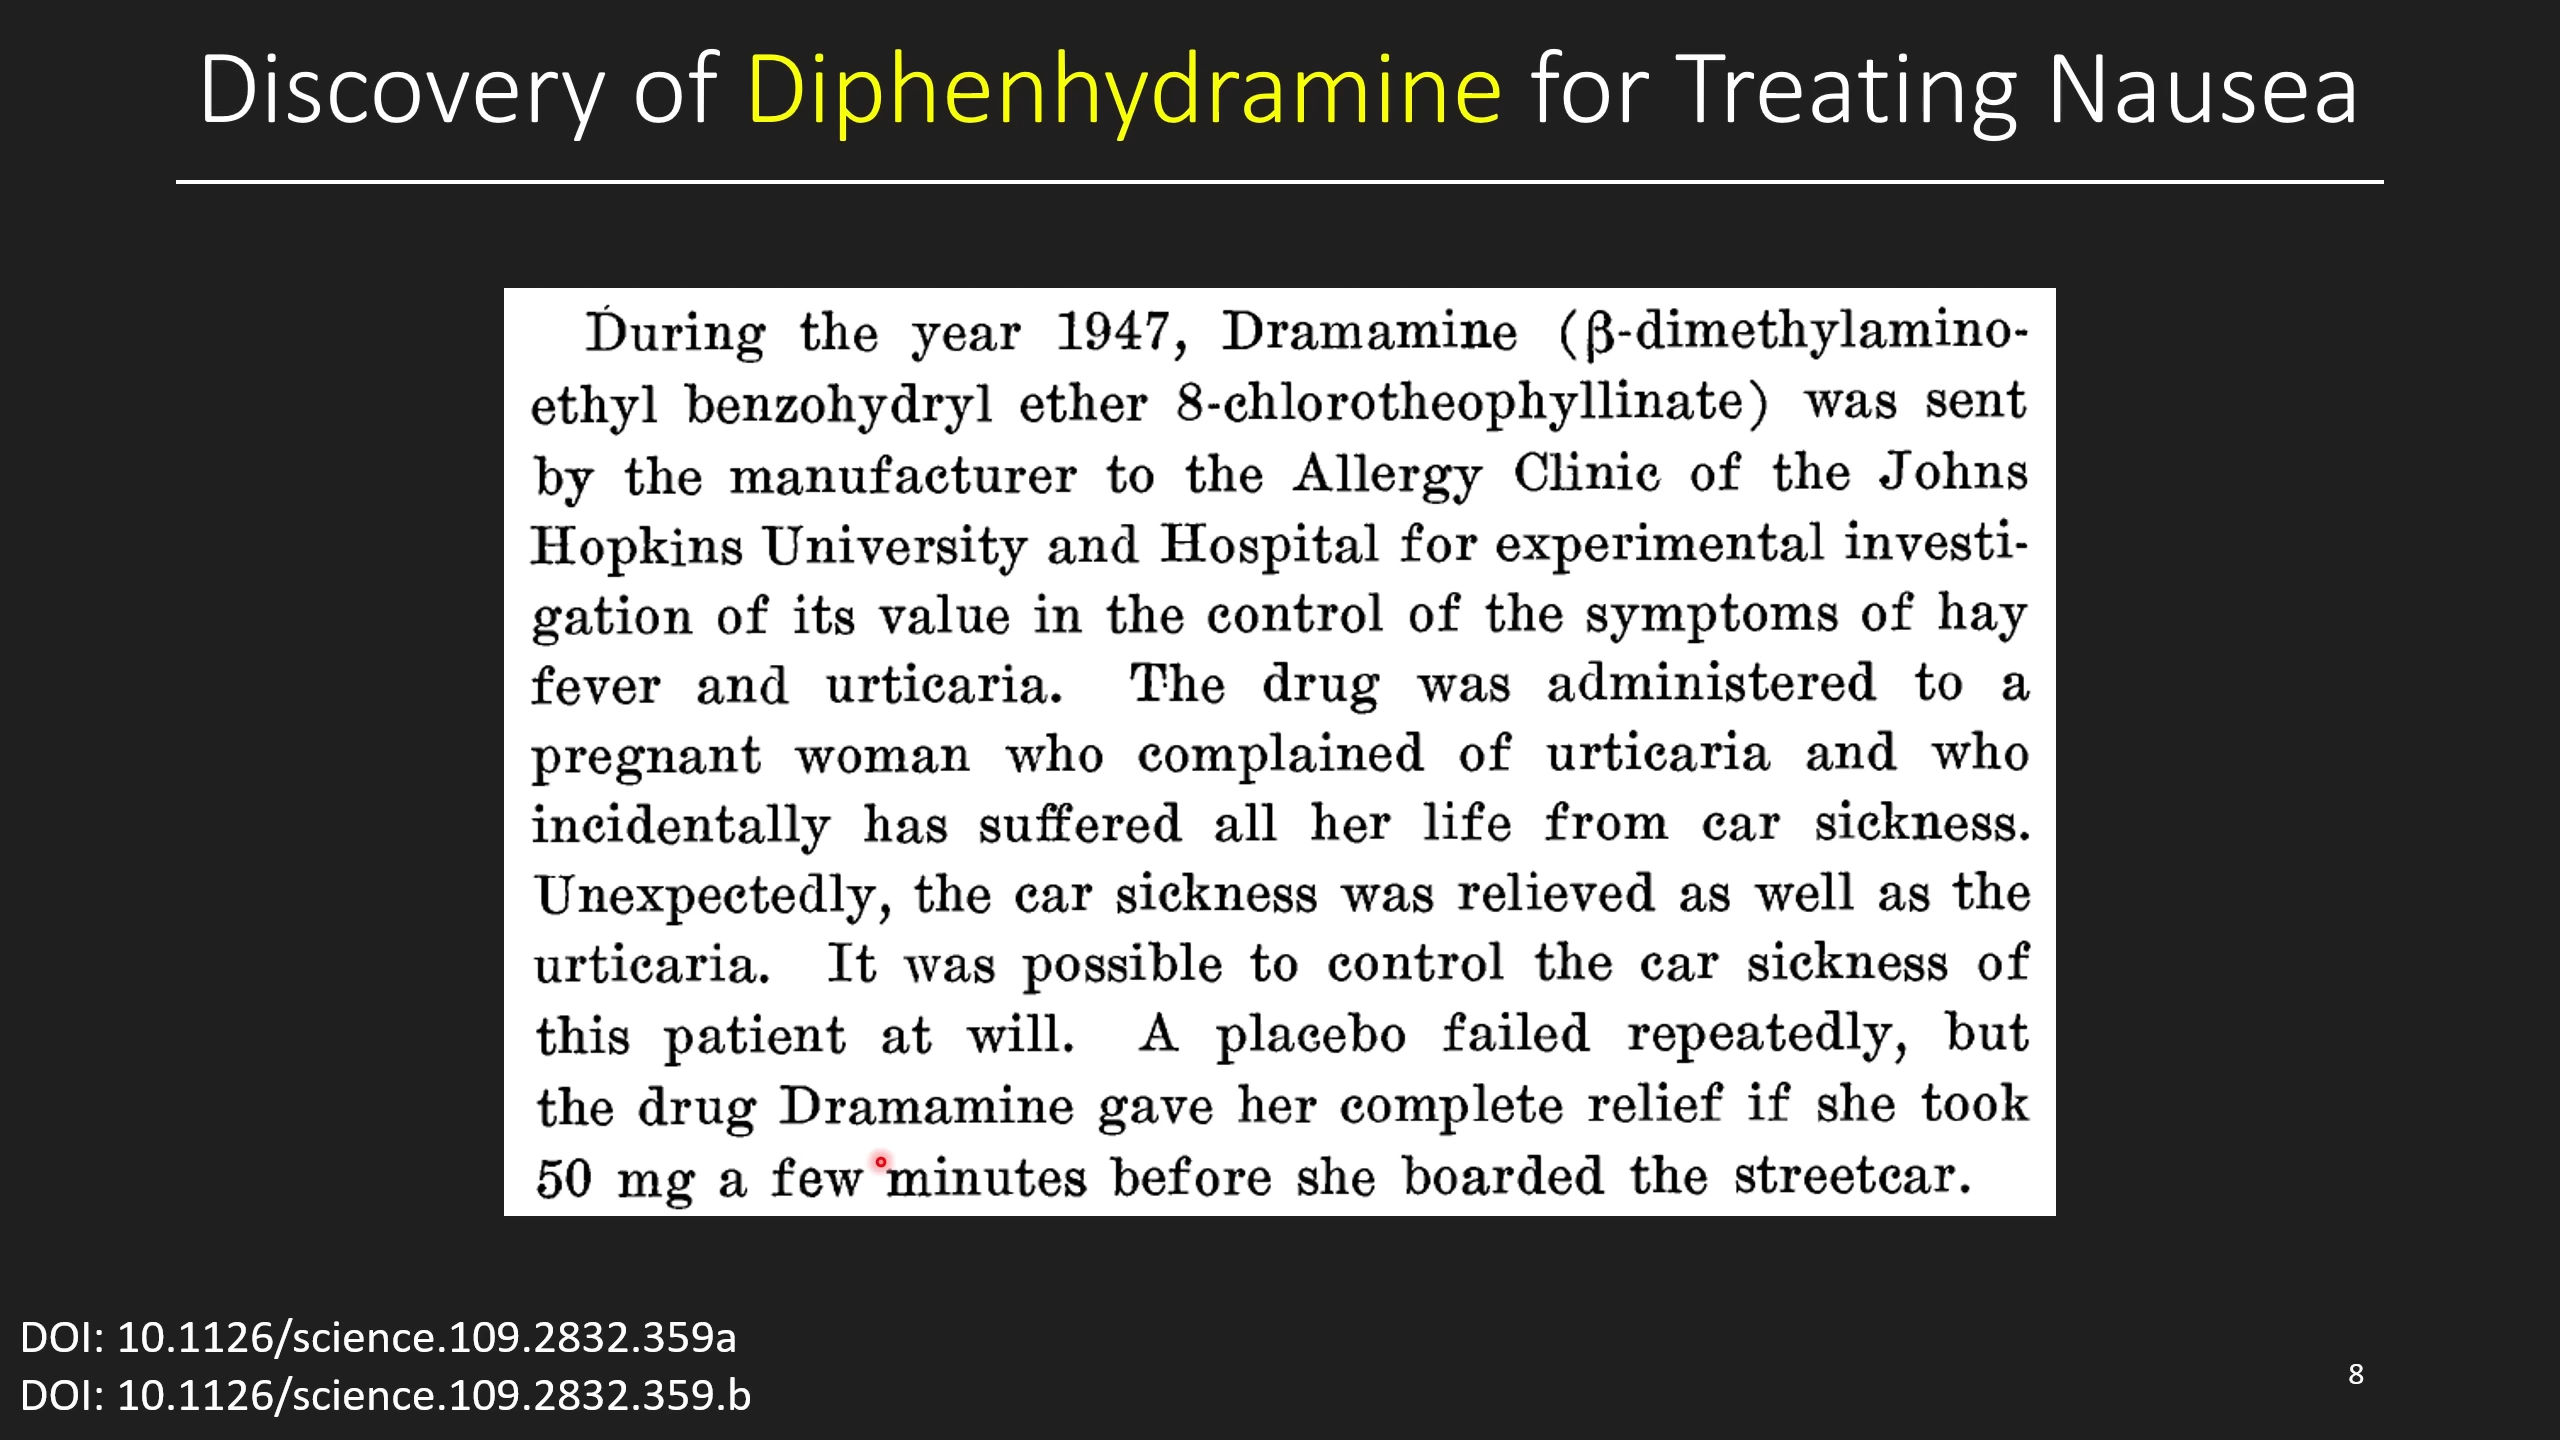 Discovery of Diphenhydramine for Treating Nausea
During the year 1947, Dramamine (β-dimethylamino-
ethyl benzohydryl ether 8-chlorotheophyllinate) was sent
by the manufacturer to the Allergy Clinic of the Johns
Hopkins University and Hospital for experimental investi-
gation of its value in the control of the symptoms of hay
fever and urticaria. The drug was administered to a
pregnant woman who complained of urticaria and who
incidentally has suffered all her life from car sickness.
Unexpectedly, the car sickness was relieved as well as the
urticaria. It was possible to control the car sickness of
this patient at will. A placebo failed repeatedly, but
the drug Dramamine gave her complete relief if she took
50 mg a few minutes before she boarded the streetcar.
DOI: 10.1126/science.109.2832.359a
DOI: 10.1126/science.109.2832.359.b
8